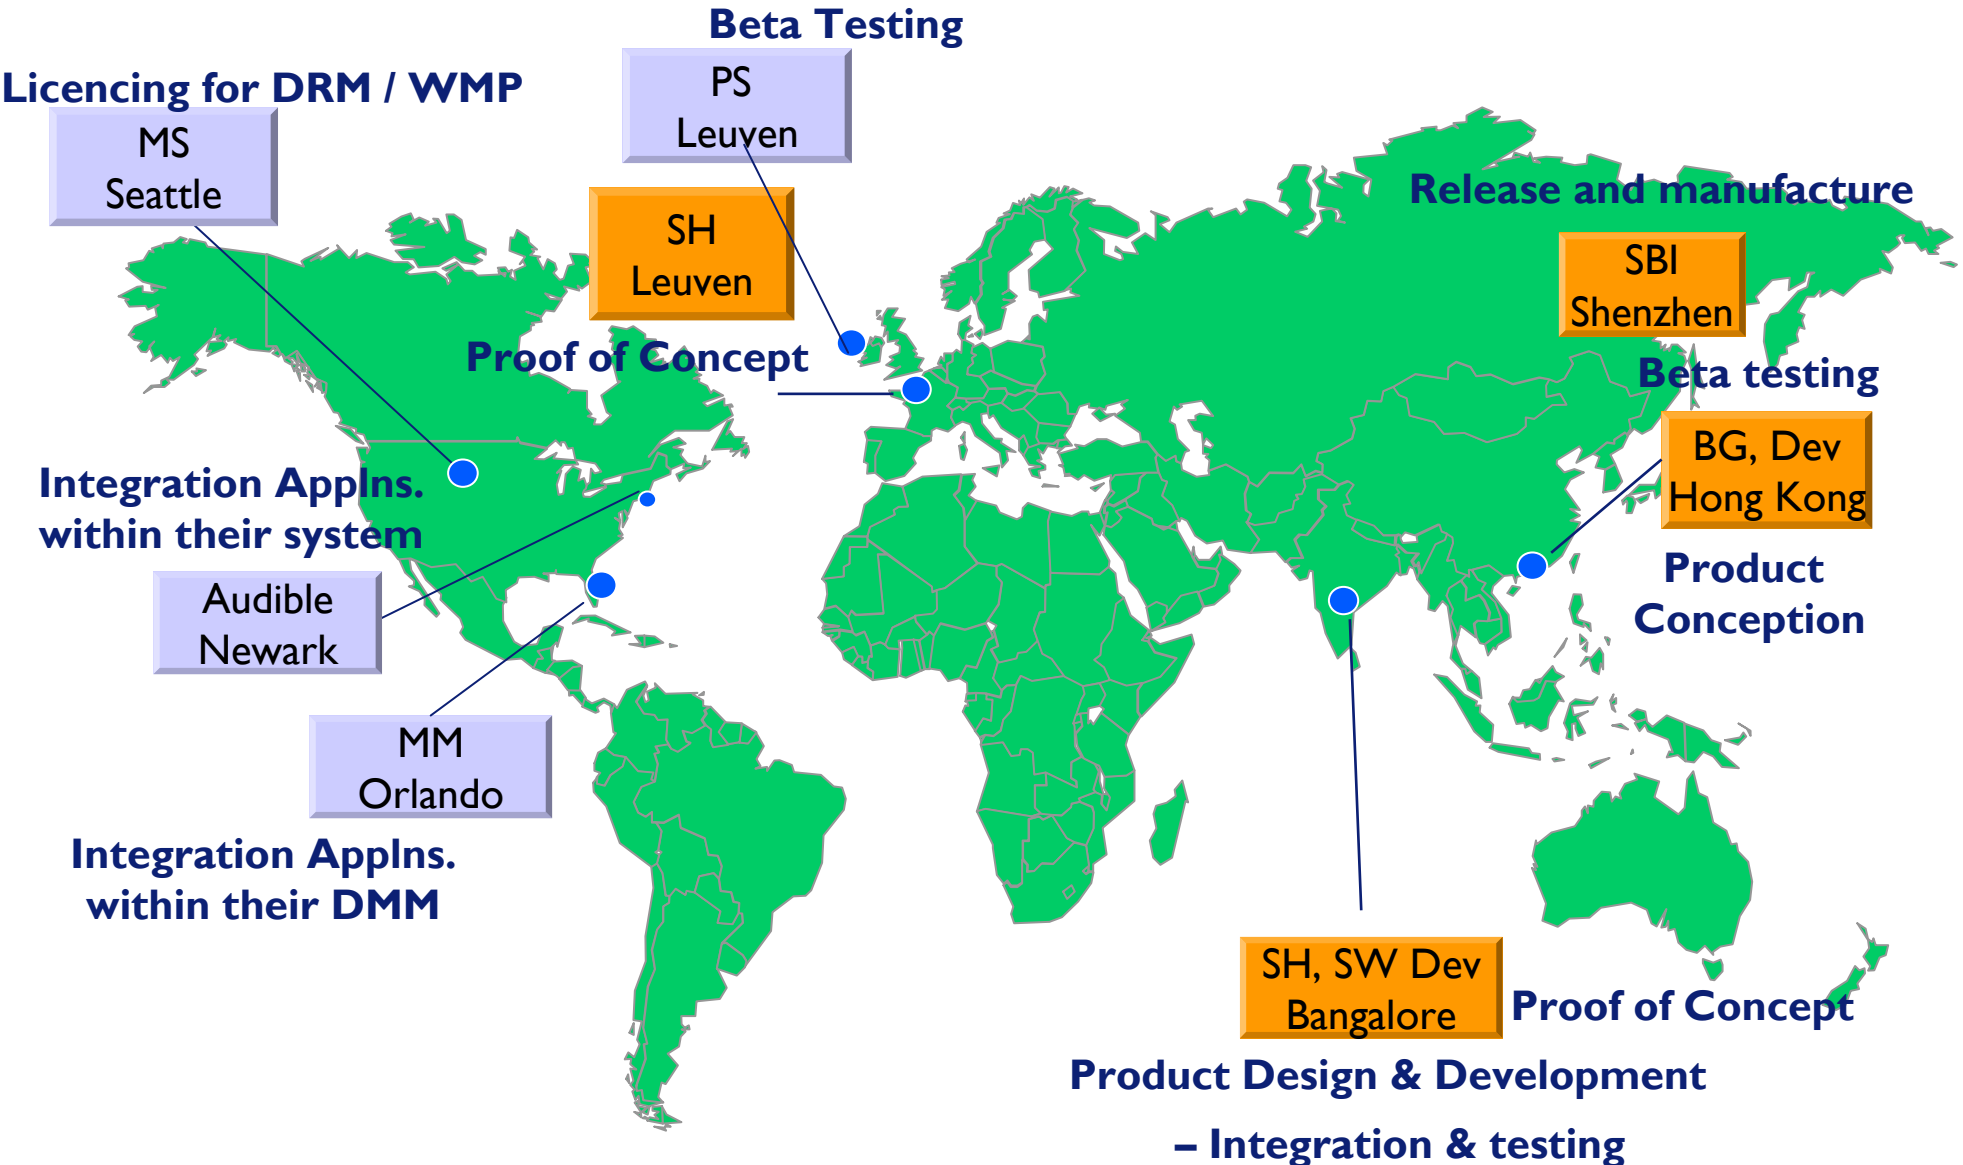 Beta Testing
PS
Leuven
Licencing for DRM / WMP
MS
Seattle
SH
Leuven
Proof of Concept
Release and manufacture
SBI
Shenzhen
Beta testing
BG, Dev
Hong Kong
Product
Conception
Integration Applns.
within their system
Audible
Newark
MM
Orlando
Integration Applns.
within their DMM
SH, SW Dev
Bangalore
Proof of Concept
Product Design & Development
– Integration & testing